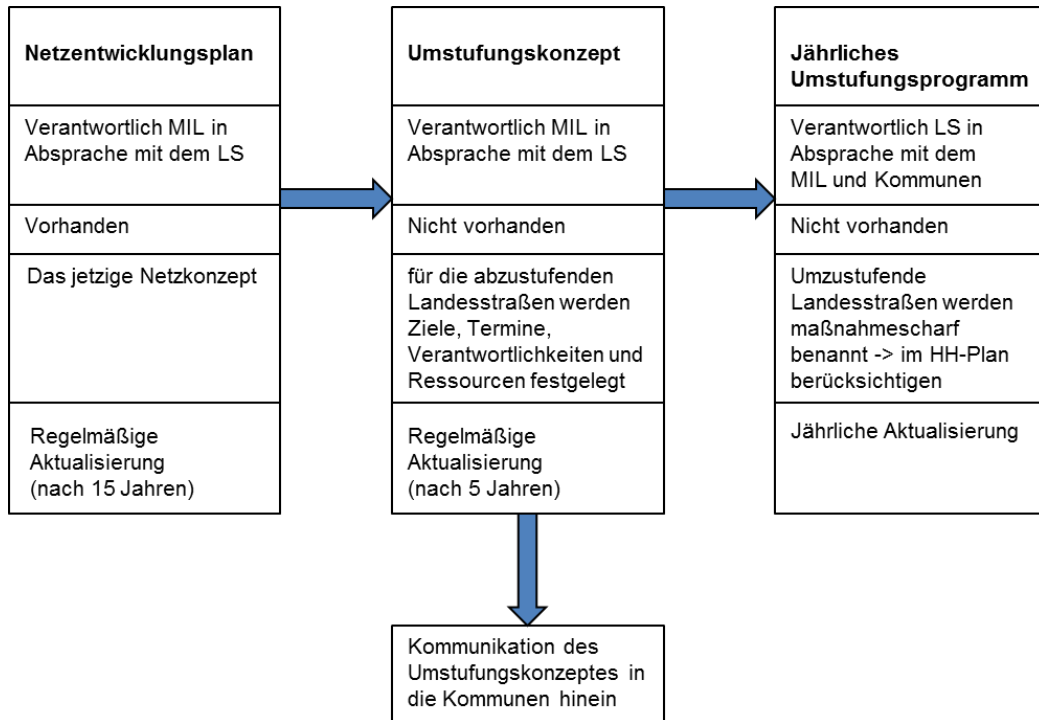 Netzentwicklungsplan
Verantwortlich MIL in
Absprache mit dem LS
Vorhanden
Das jetzige Netzkonzept
Regelmäßige
Aktualisierung
(nach 15 Jahren)
Umstufungskonzept
Verantwortlich MIL in
Absprache mit dem LS
Nicht vorhanden
für die abzustufenden
Landesstraßen werden
Ziele, Termine,
Verantwortlichkeiten und
Ressourcen festgelegt
Regelmäßige
Aktualisierung
(nach 5 Jahren)
Jährliches
Umstufungsprogramm
Verantwortlich LS in
Absprache mit dem
MIL und Kommunen
Nicht vorhanden
Umzustufende
Landesstraßen werden
maßnahmescharf
benannt -> im HH-Plan
berücksichtigen
Jährliche Aktualisierung
Kommunikation des
Umstufungskonzeptes in
die Kommunen hinein